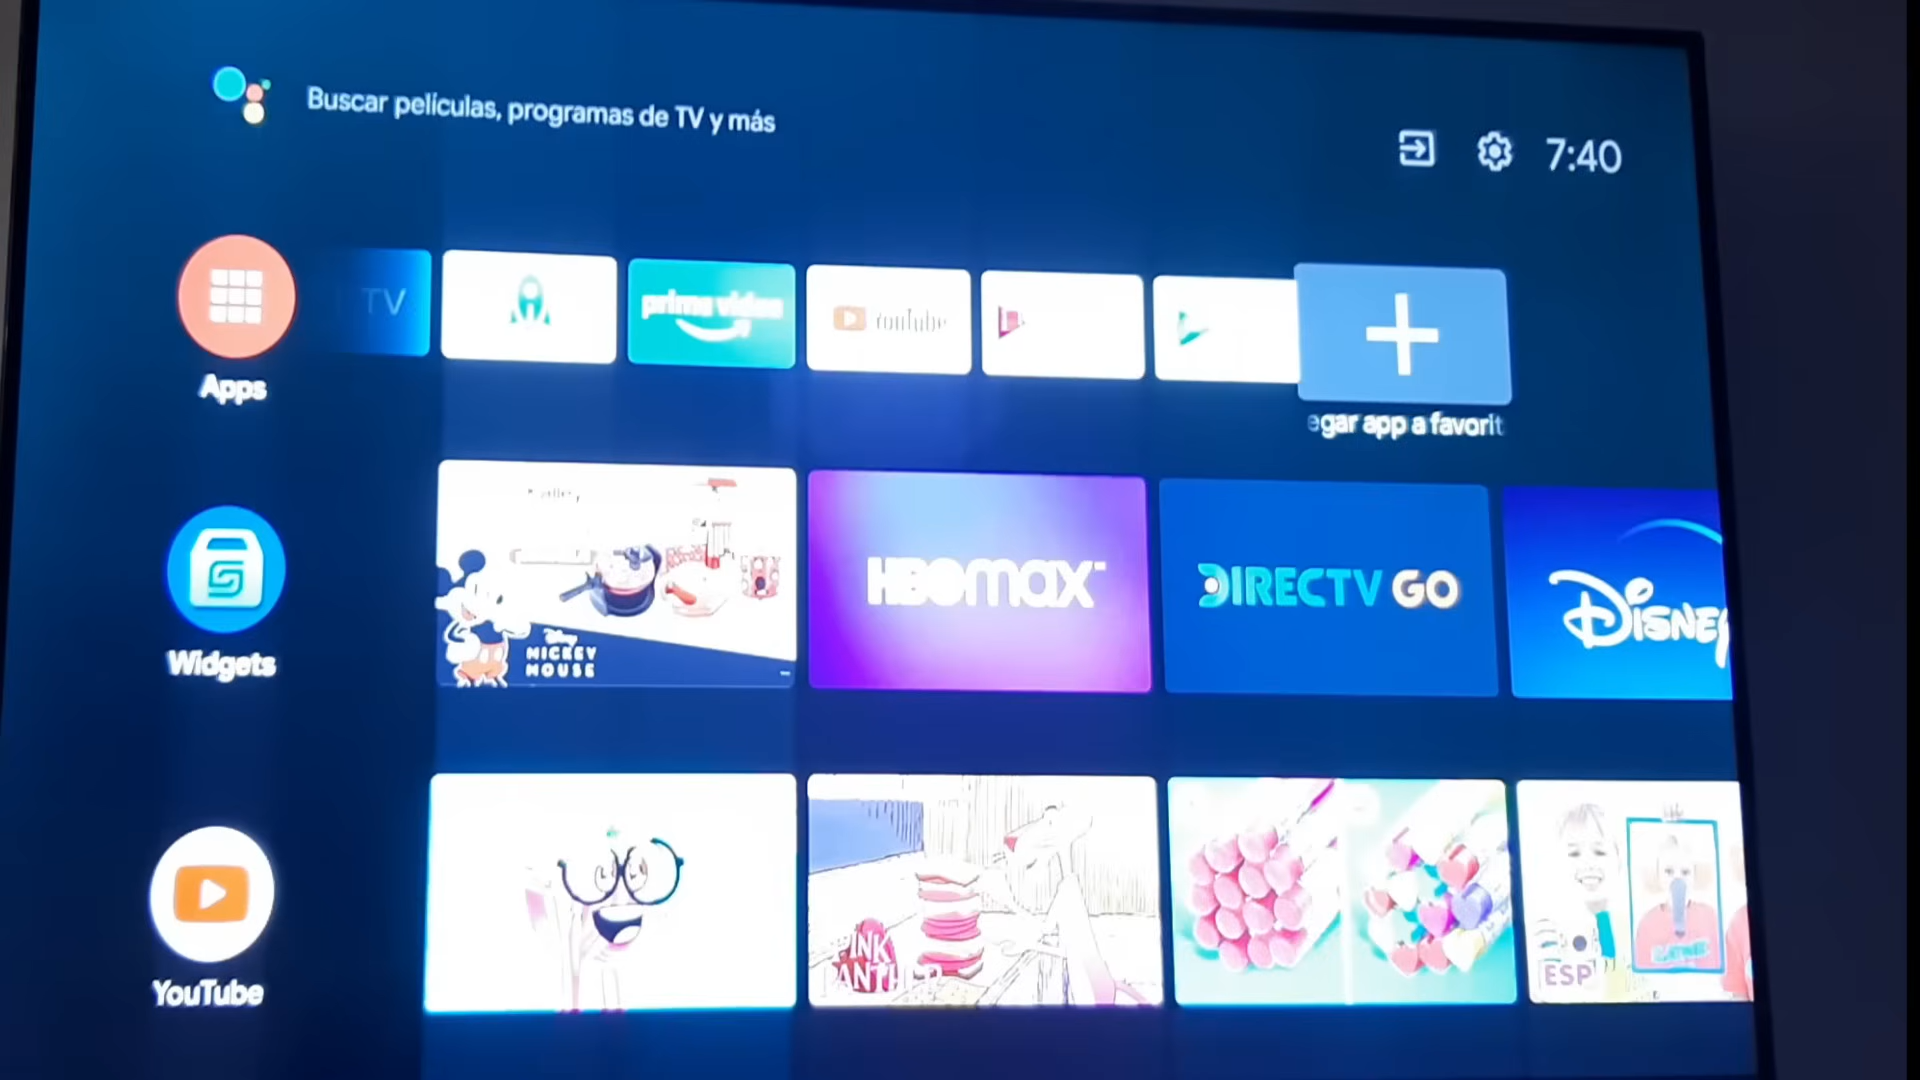 Buscar películas, programas de TV y más
7:40
TV
prime video
YouTube
Apps
egar app a favorit
Disney
MICKEY
MOUSE
HBOmax
DIRECTV GO
DISNEY
Widgets
PINK
PANTHER
ESP
YouTube